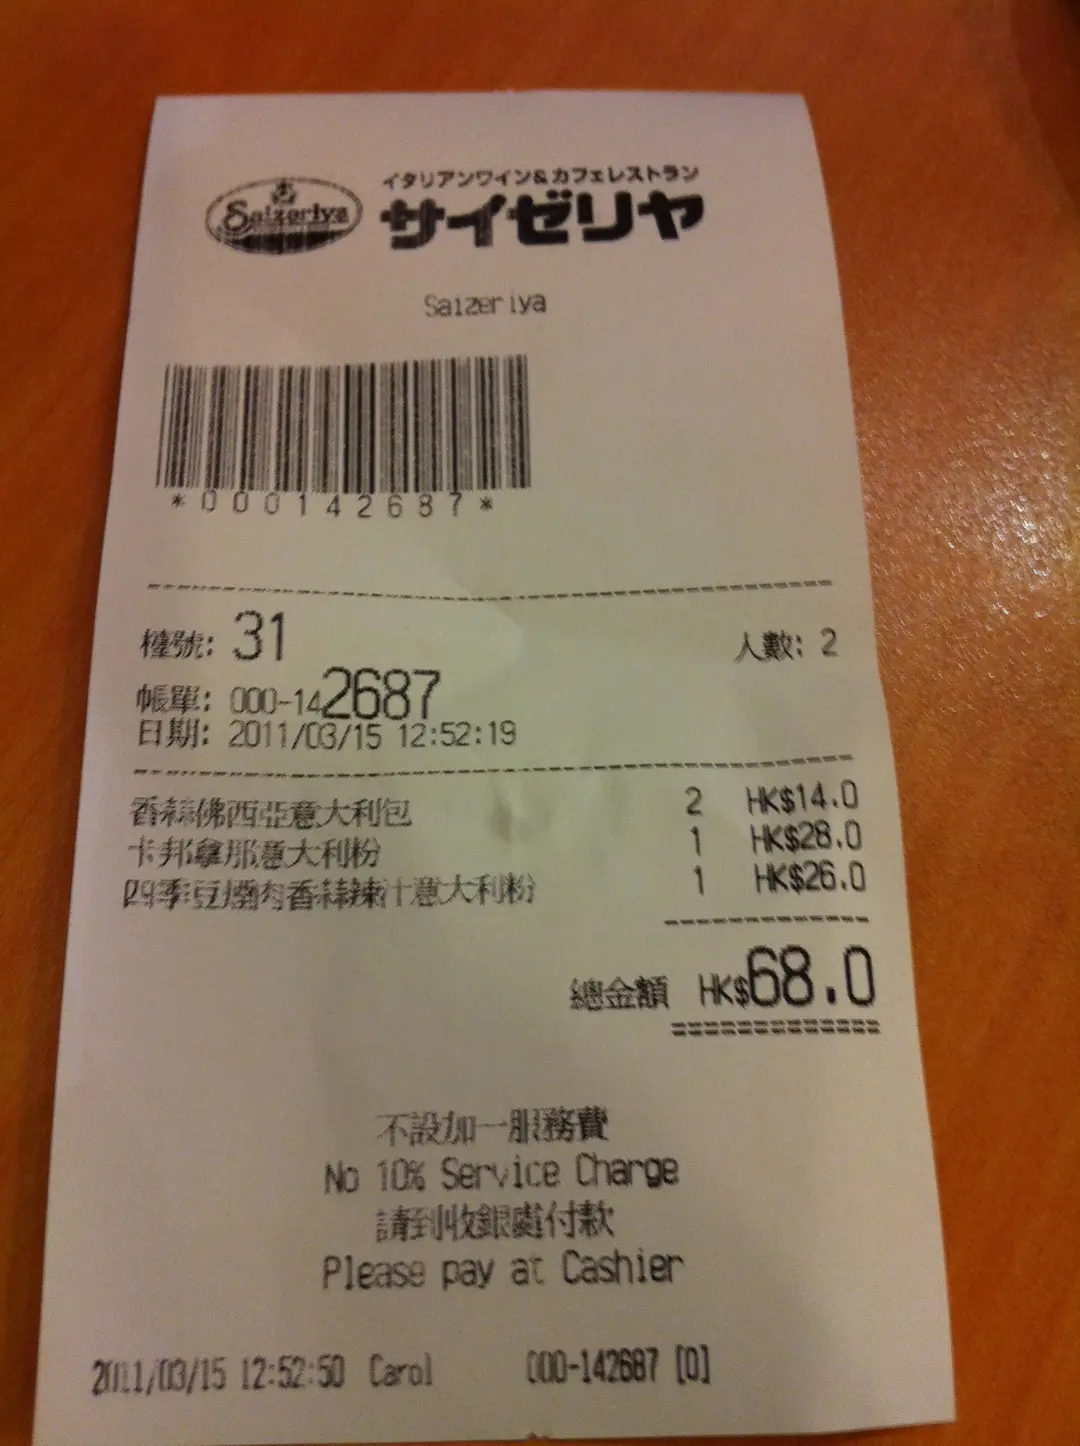 イタリアンワイン&カフェレストラン
Saizeriya サイゼリヤ
Saizeriya
*000142687*
檯號: 31 人數: 2
帳單: 000-142687
日期: 2011/03/15 12:52:19
香蒜佛西亞意大利包 2 HK$14.0
卡邦拿那意大利粉 1 HK$28.0
四季豆煙肉香蒜辣汁意大利粉 1 HK$26.0
總金額 HK$68.0
不設加一服務費
No 10% Service Charge
請到收銀處付款
Please pay at Cashier
2011/03/15 12:52:50 Carol 000-142687 [0]